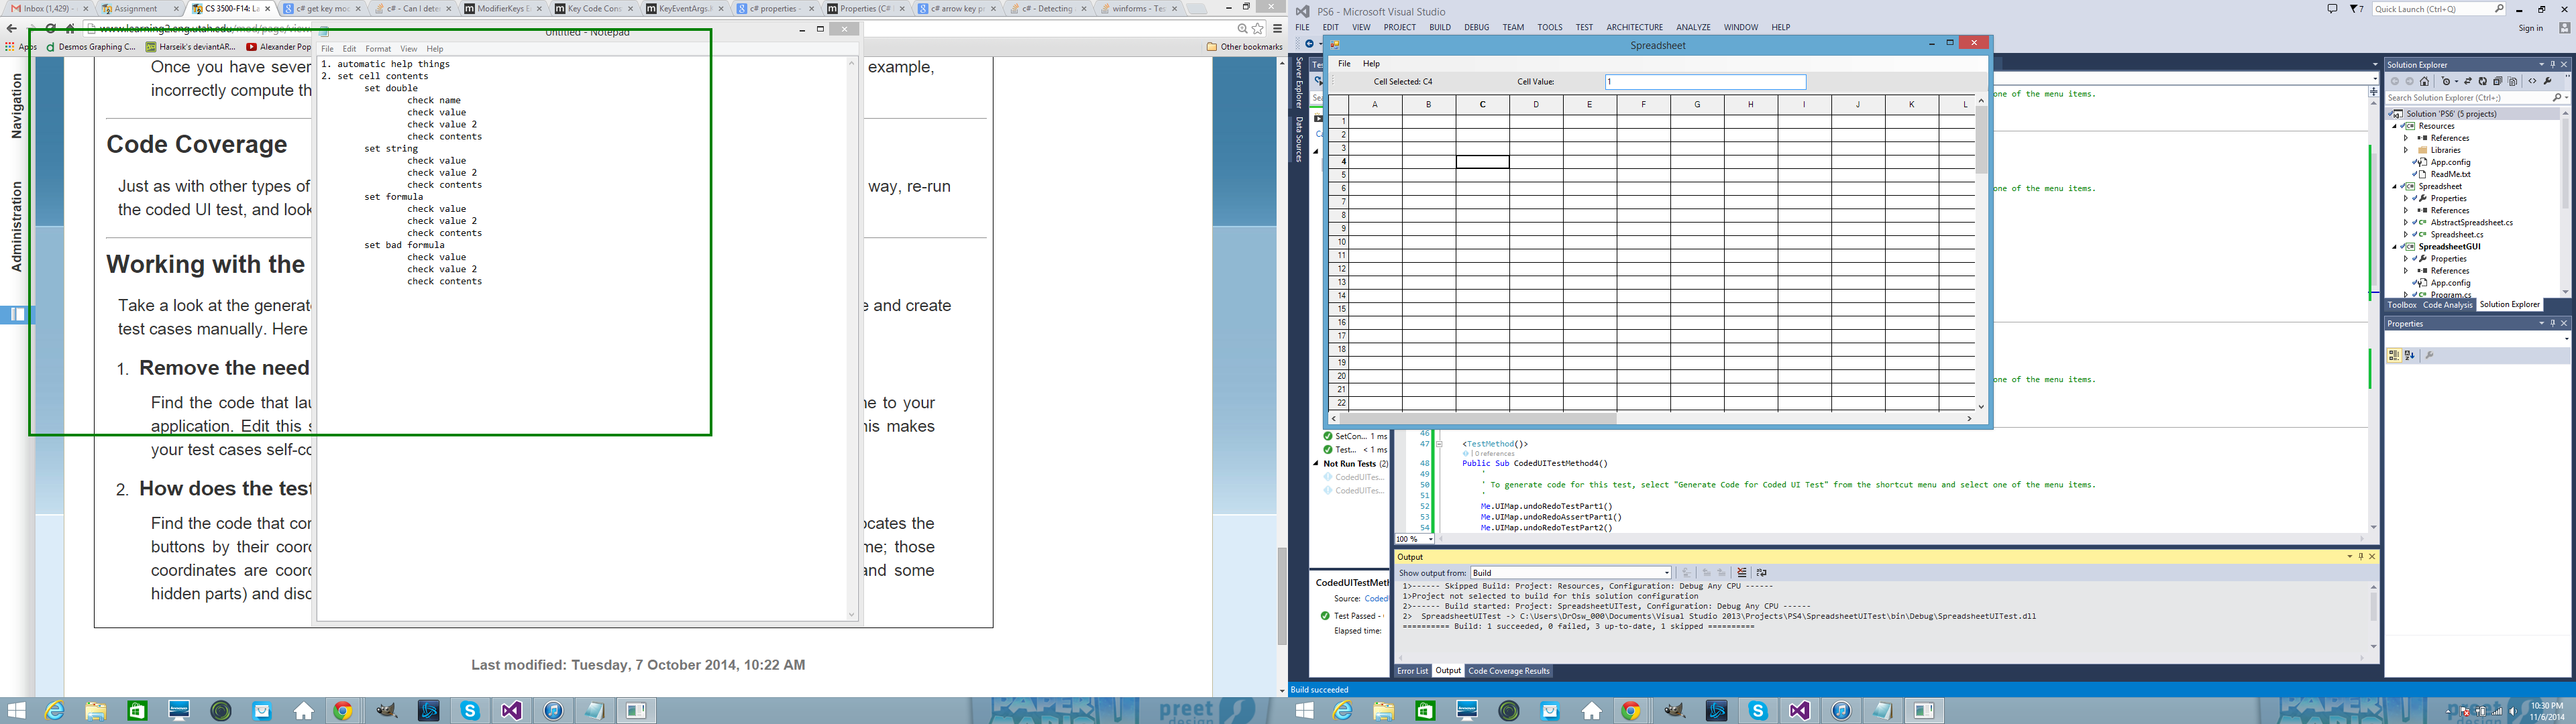 Inbox (1,429) -
Assignment
CS 3500-F14: La
c# get key mod
c# - Can I deter
ModifierKeys E
Key Code Cons
KeyEventArgs.
c# properties -
Properties (C#
c# arrow key p
c# - Detecting
winforms - Tes
www.learning2.eng.utah.edu/mod/page/view
Apps
Desmos Graphing C...
Harseik's deviantAR...
Alexander Pop
Other bookmarks
Navigation
Administration
Once you have sever
example,
incorrectly compute th
Code Coverage
Just as with other types of
way, re-run
the coded UI test, and look
Working with the
Take a look at the generat
e and create
test cases manually. Here
1. Remove the need
Find the code that lau
ne to your
application. Edit this s
his makes
your test cases self-co
2. How does the test
Find the code that cor
ocates the
buttons by their coord
me; those
coordinates are coord
and some
hidden parts) and disc
Last modified: Tuesday, 7 October 2014, 10:22 AM
Untitled - Notepad
File Edit Format View Help
1. automatic help things
2. set cell contents
set double
check name
check value
check value 2
check contents
set string
check value
check value 2
check contents
set formula
check value
check value 2
check contents
set bad formula
check value
check value 2
check contents
PS6 - Microsoft Visual Studio
7
Quick Launch (Ctrl+Q)
FILE EDIT VIEW PROJECT BUILD DEBUG TEAM TOOLS TEST ARCHITECTURE ANALYZE WINDOW HELP
Sign in
Server Explorer
Data Sources
Spreadsheet
File Help
Cell Selected: C4
Cell Value:
1
A B C D E F G H I J K L
1
2
3
4
5
6
7
8
9
10
11
12
13
14
15
16
17
18
19
20
21
22
one of the menu items.
one of the menu items.
one of the menu items.
SetCon... 1 ms
Test... < 1 ms
Not Run Tests (2)
CodedUITes...
CodedUITes...
46
47 <TestMethod()>
0 references
48 Public Sub CodedUITestMethod4()
49 '
50 ' To generate code for this test, select "Generate Code for Coded UI Test" from the shortcut menu and select one of the menu items.
51 '
52 Me.UIMap.undoRedoTestPart1()
53 Me.UIMap.undoRedoAssertPart1()
54 Me.UIMap.undoRedoTestPart2()
100 %
CodedUITestMeth
Source: Coded
Test Passed -
Elapsed time:
Output
Show output from: Build
1>------ Skipped Build: Project: Resources, Configuration: Debug Any CPU ------
1>Project not selected to build for this solution configuration
2>------ Build started: Project: SpreadsheetUITest, Configuration: Debug Any CPU ------
2> SpreadsheetUITest -> C:\Users\DrOsw_000\Documents\Visual Studio 2013\Projects\PS4\SpreadsheetUITest\bin\Debug\SpreadsheetUITest.dll
========== Build: 1 succeeded, 0 failed, 3 up-to-date, 1 skipped ==========
Error List Output Code Coverage Results
Build succeeded
Solution Explorer
Search Solution Explorer (Ctrl+;)
Solution 'PS6' (5 projects)
Resources
References
Libraries
App.config
ReadMe.txt
Spreadsheet
Properties
References
AbstractSpreadsheet.cs
Spreadsheet.cs
SpreadsheetGUI
Properties
References
App.config
Program.cs
Toolbox Code Analysis Solution Explorer
Properties
preet
design
preet
design
10:30 PM
11/6/2014